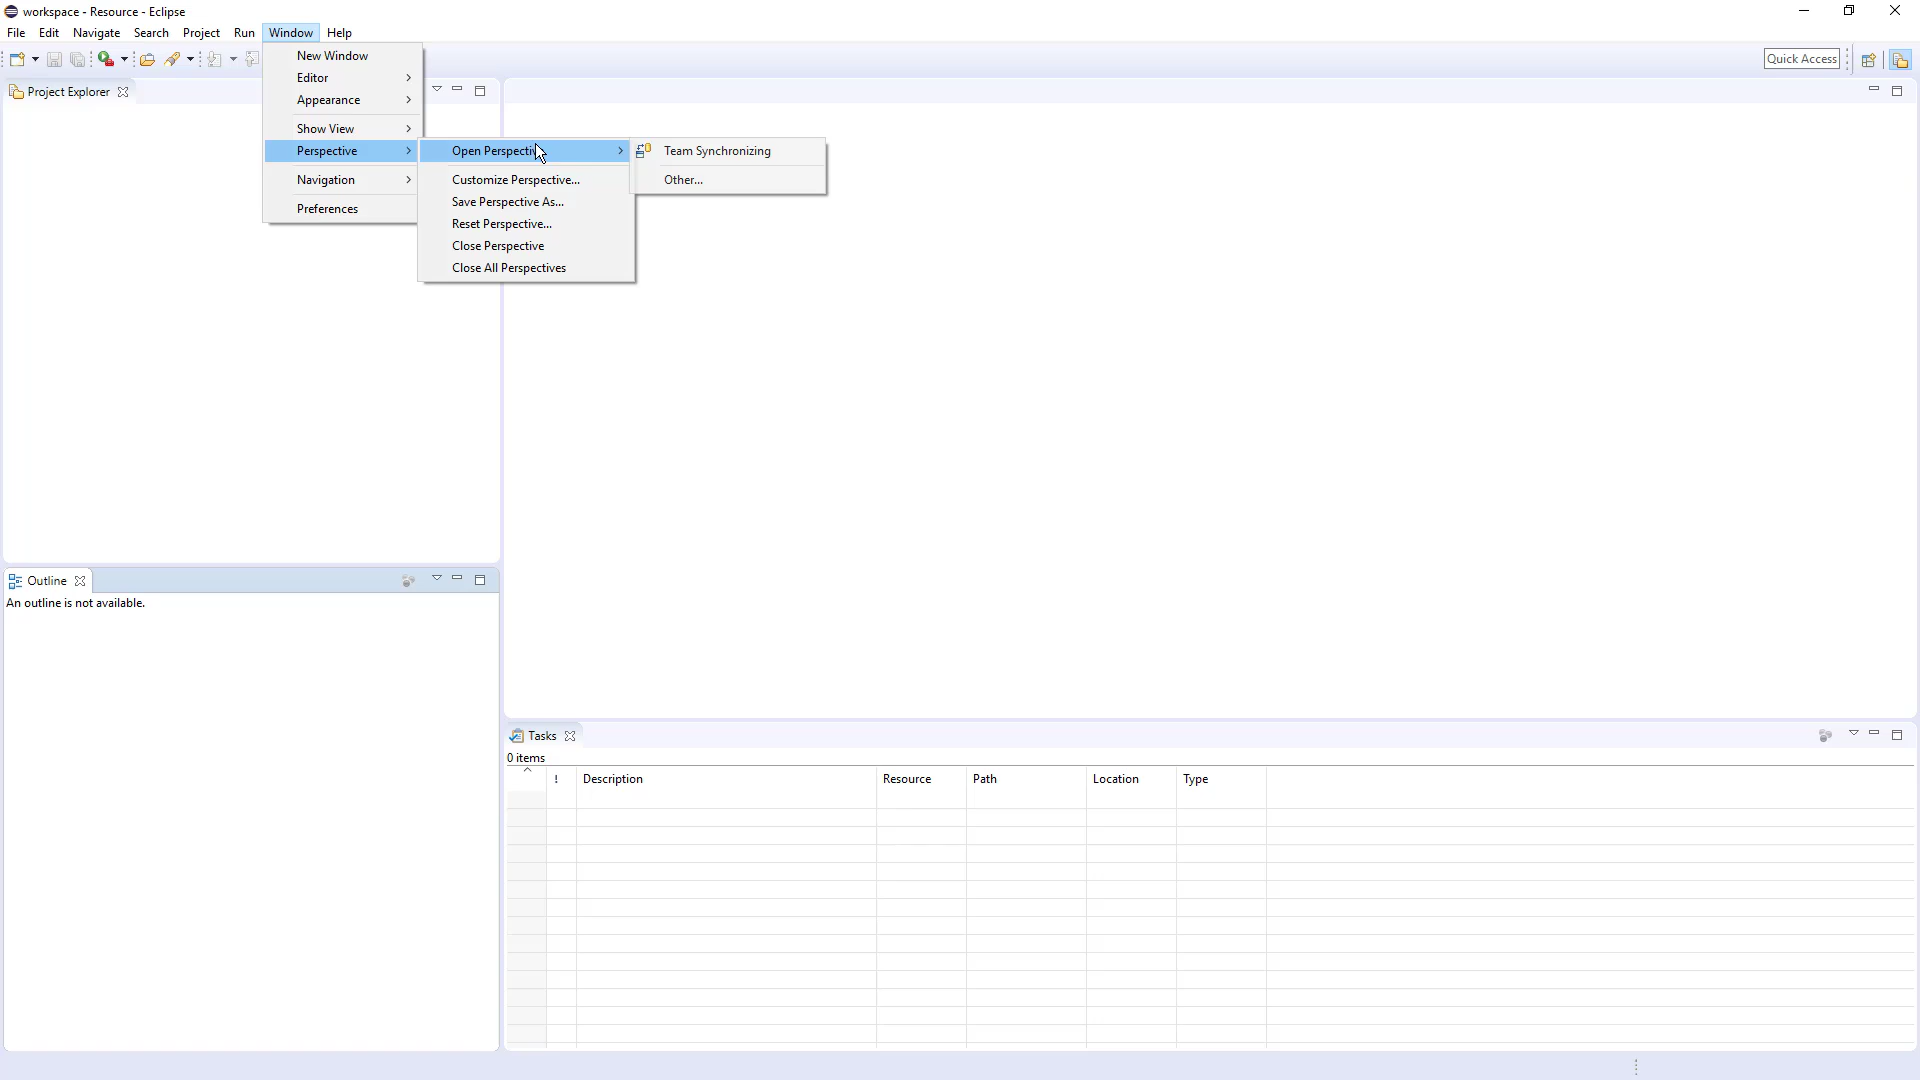 workspace - Resource - Eclipse
File Edit Navigate Search Project Run Window Help
Quick Access
Project Explorer
New Window
Editor
Appearance
Show View
Perspective
Navigation
Preferences
Open Perspective
Customize Perspective...
Save Perspective As...
Reset Perspective...
Close Perspective
Close All Perspectives
Team Synchronizing
Other...
Outline
An outline is not available.
Tasks
0 items
! Description Resource Path Location Type